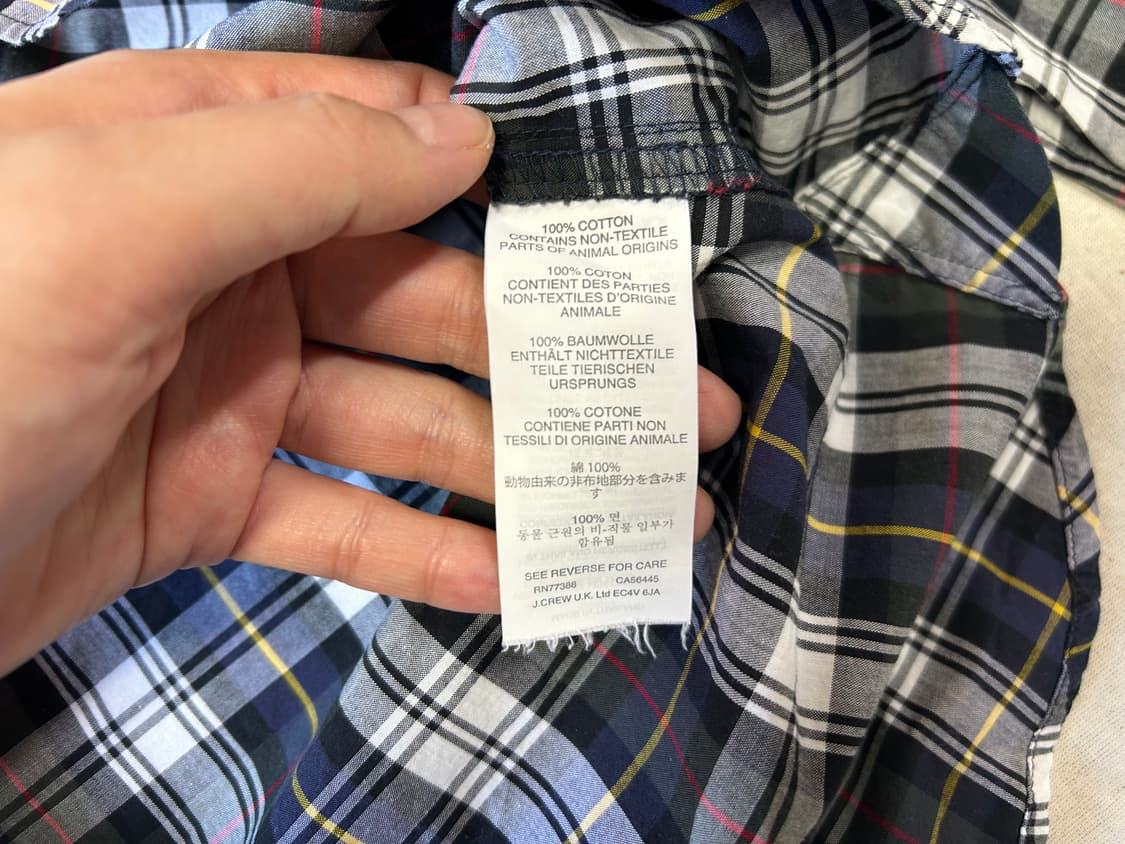 100% COTTON
CONTAINS NON-TEXTILE
PARTS OF ANIMAL ORIGINS
100% COTON
CONTIENT DES PARTIES
NON-TEXTILES D'ORIGINE
ANIMALE
100% BAUMWOLLE
ENTHÄLT NICHTTEXTILE
TEILE TIERISCHEN
URSPRUNGS
100% COTONE
CONTIENE PARTI NON
TESSILI DI ORIGINE ANIMALE
綿 100%
動物由来の非布地部分を含みま
す
100% 면
동물 근원의 비-직물 일부가
함유됨
SEE REVERSE FOR CARE
RN77388 CA56445
J.CREW U.K. Ltd EC4V 6JA